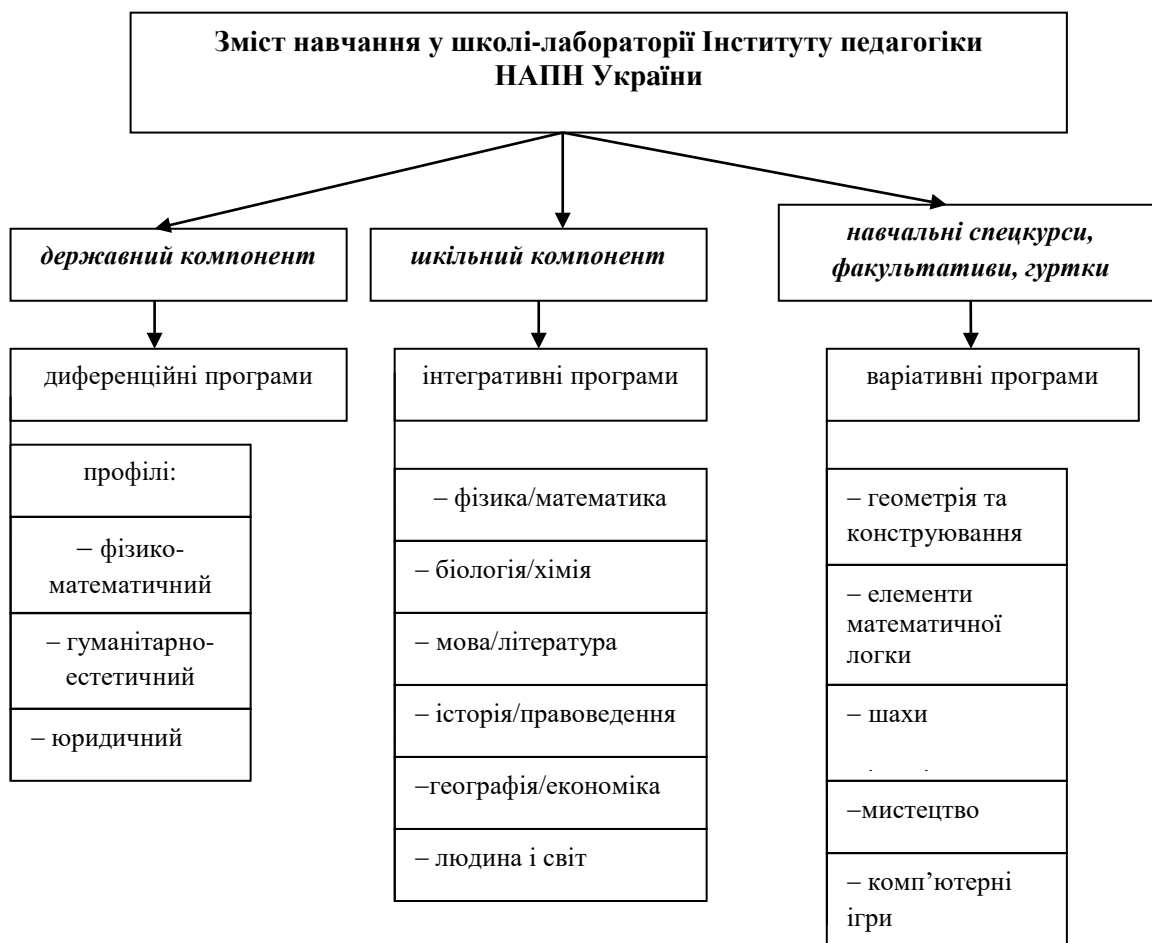 Зміст навчання у школі-лабораторії Інституту педагогіки
НАПН України
державний компонент
шкільний компонент
навчальні спецкурси,
факультативи, гуртки
диференційні програми
інтегративні програми
варіативні програми
профілі:
– фізико-
математичний
– гуманітарно-
естетичний
– юридичний
– фізика/математика
– біологія/хімія
– мова/література
– історія/правоведення
–географія/економіка
– людина і світ
– геометрія та
конструювання
– елементи
математичної
логки
– шахи
–мистецтво
– комп’ютерні
ігри